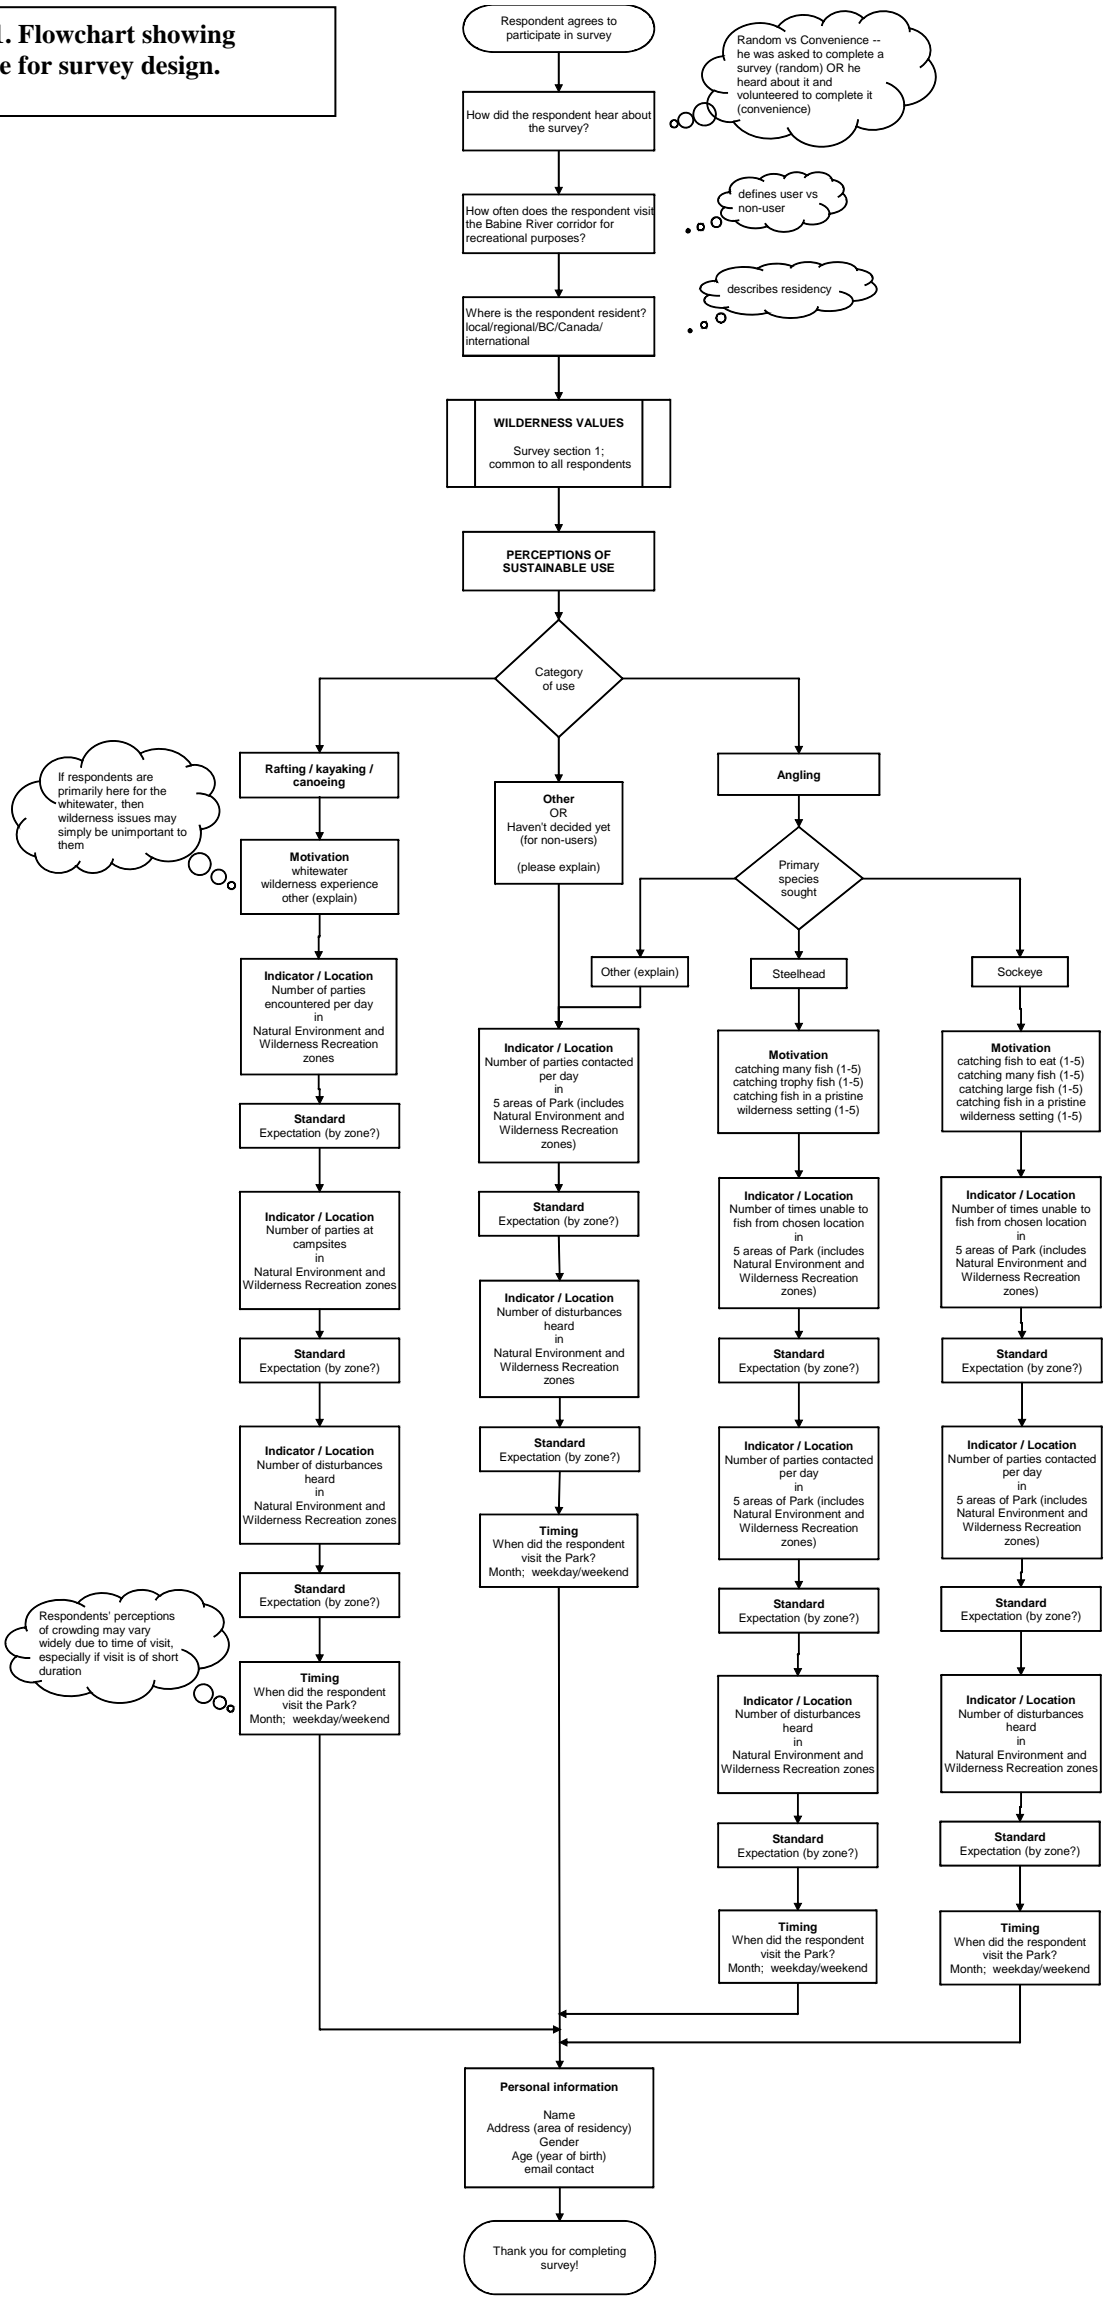 1. Flowchart showing
e for survey design.
Respondent agrees to
participate in survey
Random vs Convenience --
he was asked to complete a
survey (random) OR he
heard about it and
volunteered to complete it
(convenience)
How did the respondent hear about
the survey?
How often does the respondent visit
the Babine River corridor for
recreational purposes?
defines user vs
non-user
Where is the respondent resident?
local/regional/BC/Canada/
international
describes residency
WILDERNESS VALUES
Survey section 1;
common to all respondents
PERCEPTIONS OF
SUSTAINABLE USE
Category
of use
Rafting / kayaking /
canoeing
If respondents are
primarily here for the
whitewater, then
wilderness issues may
simply be unimportant to
them
Motivation
whitewater
wilderness experience
other (explain)
Indicator / Location
Number of parties
encountered per day
in
Natural Environment and
Wilderness Recreation
zones
Standard
Expectation (by zone?)
Indicator / Location
Number of parties at
campsites
in
Natural Environment and
Wilderness Recreation zones
Standard
Expectation (by zone?)
Indicator / Location
Number of disturbances
heard
in
Natural Environment and
Wilderness Recreation zones
Standard
Expectation (by zone?)
Respondents' perceptions
of crowding may vary
widely due to time of visit,
especially if visit is of short
duration
Timing
When did the respondent
visit the Park?
Month;  weekday/weekend
Other
OR
Haven't decided yet
(for non-users)
(please explain)
Indicator / Location
Number of parties contacted
per day
in
5 areas of Park (includes
Natural Environment and
Wilderness Recreation
zones)
Standard
Expectation (by zone?)
Indicator / Location
Number of disturbances
heard
in
Natural Environment and
Wilderness Recreation
zones
Standard
Expectation (by zone?)
Timing
When did the respondent
visit the Park?
Month;  weekday/weekend
Angling
Primary
species
sought
Other (explain)
Steelhead
Motivation
catching many fish (1-5)
catching trophy fish (1-5)
catching fish in a pristine
wilderness setting (1-5)
Indicator / Location
Number of times unable to
fish from chosen location
in
5 areas of Park (includes
Natural Environment and
Wilderness Recreation
zones)
Standard
Expectation (by zone?)
Indicator / Location
Number of parties contacted
per day
in
5 areas of Park (includes
Natural Environment and
Wilderness Recreation
zones)
Standard
Expectation (by zone?)
Indicator / Location
Number of disturbances
heard
in
Natural Environment and
Wilderness Recreation zones
Standard
Expectation (by zone?)
Timing
When did the respondent
visit the Park?
Month;  weekday/weekend
Sockeye
Motivation
catching fish to eat (1-5)
catching many fish (1-5)
catching large fish (1-5)
catching fish in a pristine
wilderness setting (1-5)
Indicator / Location
Number of times unable to
fish from chosen location
in
5 areas of Park (includes
Natural Environment and
Wilderness Recreation
zones)
Standard
Expectation (by zone?)
Indicator / Location
Number of parties contacted
per day
in
5 areas of Park (includes
Natural Environment and
Wilderness Recreation
zones)
Standard
Expectation (by zone?)
Indicator / Location
Number of disturbances
heard
in
Natural Environment and
Wilderness Recreation zones
Standard
Expectation (by zone?)
Timing
When did the respondent
visit the Park?
Month;  weekday/weekend
Personal information
Name
Address (area of residency)
Gender
Age (year of birth)
email contact
Thank you for completing
survey!